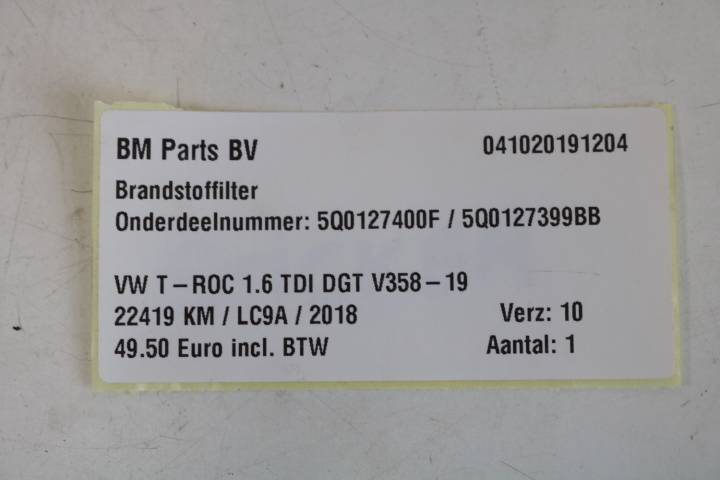 BM Parts BV 041020191204
Brandstoffilter
Onderdeelnummer: 5Q0127400F / 5Q0127399BB
VW T-ROC 1.6 TDI DGT V358-19
22419 KM / LC9A / 2018 Verz: 10
49.50 Euro incl. BTW Aantal: 1